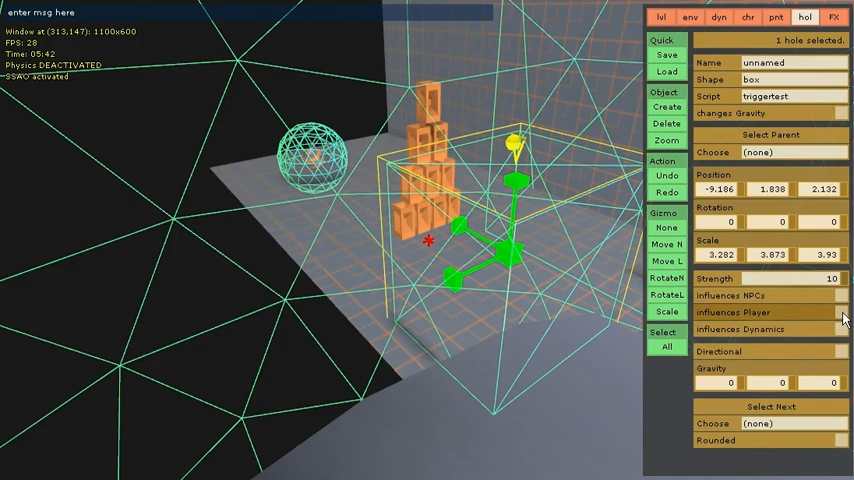 enter msg here
Window at (313,147): 1100x600
FPS: 28
Time: 05:42
Physics DEACTIVATED
SSAO activated
lvl env dyn chr pnt hol FX
Quick
Save
Load
Object
Create
Delete
Zoom
Action
Undo
Redo
Gizmo
None
Move N
Move L
RotateN
RotateL
Scale
Select
All
1 hole selected.
Name unnamed
Shape box
Script triggertest
changes Gravity
Select Parent
Choose (none)
Position
-9.186 1.838 2.132
Rotation
0 0 0
Scale
3.282 3.873 3.93
Strength 10
influences NPCs
influences Player
influences Dynamics
Directional
Gravity
0 0 0
Select Next
Choose (none)
Rounded